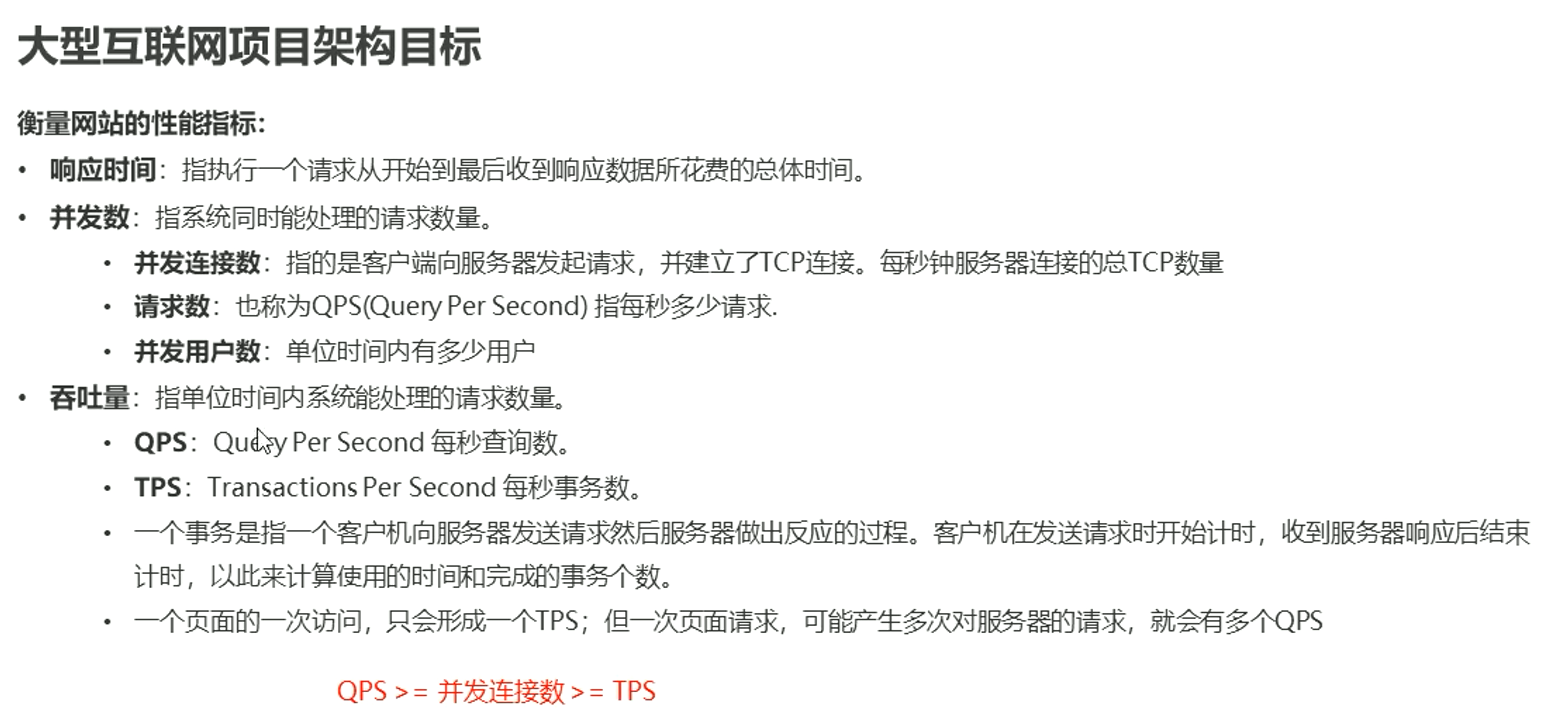 大型互联网项目架构目标
衡量网站的性能指标：
• 响应时间：指执行一个请求从开始到最后收到响应数据所花费的总体时间。
• 并发数：指系统同时能处理的请求数量。
• 并发连接数：指的是客户端向服务器发起请求，并建立了TCP连接。每秒钟服务器连接的总TCP数量
• 请求数：也称为QPS(Query Per Second) 指每秒多少请求.
• 并发用户数：单位时间内有多少用户
• 吞吐量：指单位时间内系统能处理的请求数量。
• QPS：Query Per Second 每秒查询数。
• TPS：Transactions Per Second 每秒事务数。
• 一个事务是指一个客户机向服务器发送请求然后服务器做出反应的过程。客户机在发送请求时开始计时，收到服务器响应后结束
计时，以此来计算使用的时间和完成的事务个数。
• 一个页面的一次访问，只会形成一个TPS；但一次页面请求，可能产生多次对服务器的请求，就会有多个QPS
QPS >= 并发连接数 >= TPS